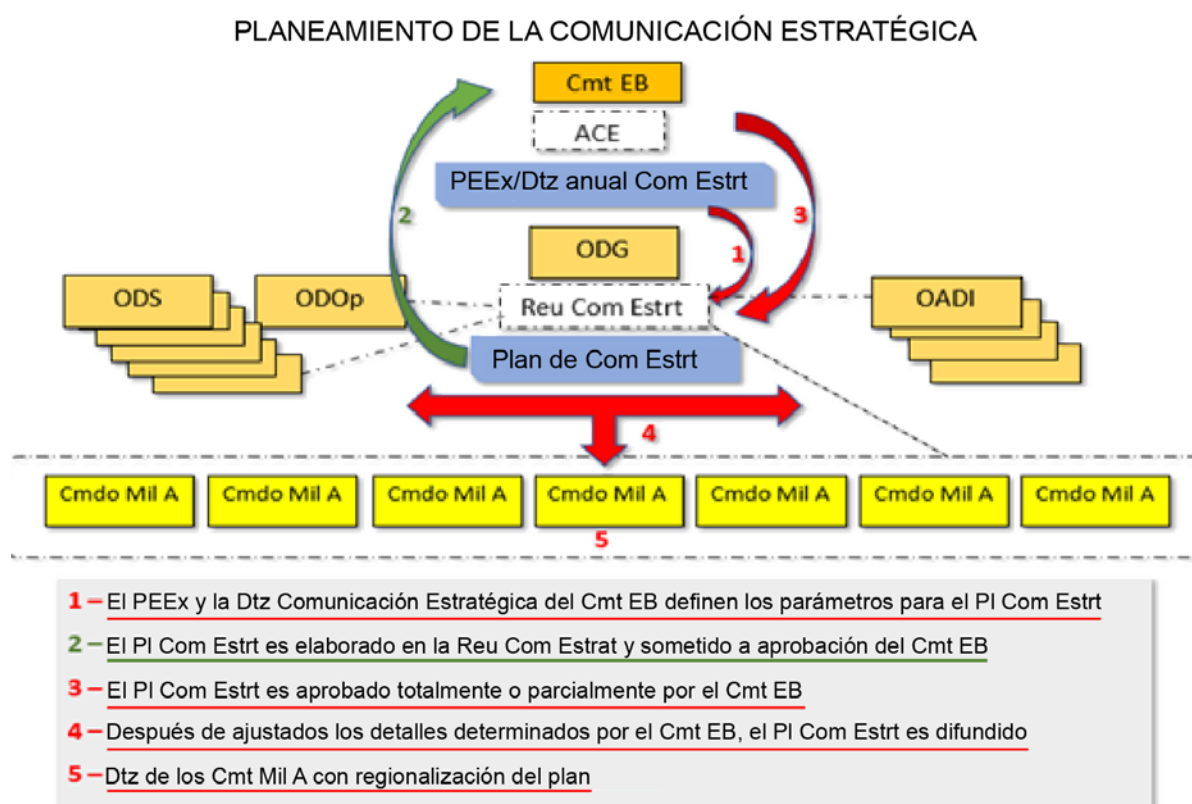 PLANEAMIENTO DE LA COMUNICACIÓN ESTRATÉGICA
Cmt EB
ACE
PEEx/Dtz anual Com Estrt
2
3
ODG
1
ODS
ODOp
Reu Com Estrt
OADI
Plan de Com Estrt
4
Cmdo Mil A
Cmdo Mil A
Cmdo Mil A
Cmdo Mil A
Cmdo Mil A
Cmdo Mil A
Cmdo Mil A
5
1 – El PEEx y la Dtz Comunicación Estratégica del Cmt EB definen los parámetros para el Pl Com Estrt
2 – El Pl Com Estrt es elaborado en la Reu Com Estrat y sometido a aprobación del Cmt EB
3 – El Pl Com Estrt es aprobado totalmente o parcialmente por el Cmt EB
4 – Después de ajustados los detalles determinados por el Cmt EB, el Pl Com Estrt es difundido
5 – Dtz de los Cmt Mil A con regionalización del plan